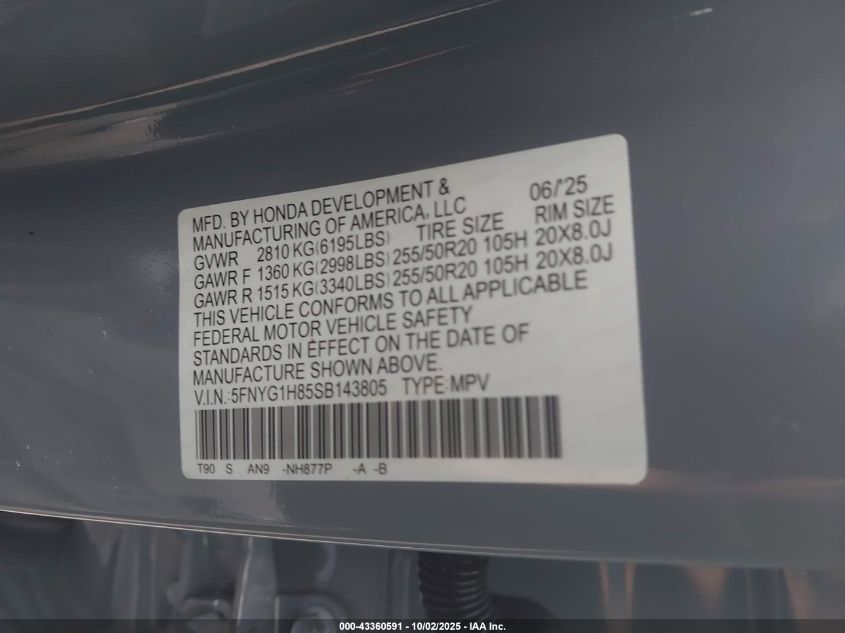 MFD. BY HONDA DEVELOPMENT & 06/'25
MANUFACTURING OF AMERICA, LLC
GVWR 2810 KG(6195LBS) TIRE SIZE RIM SIZE
GAWR F 1360 KG(2998LBS) 255/50R20 105H 20X8.0J
GAWR R 1515 KG(3340LBS) 255/50R20 105H 20X8.0J
THIS VEHICLE CONFORMS TO ALL APPLICABLE
FEDERAL MOTOR VEHICLE SAFETY
STANDARDS IN EFFECT ON THE DATE OF
MANUFACTURE SHOWN ABOVE.
V.I.N.:5FNYG1H85SB143805 TYPE:MPV
T90 S AN9 -NH877P -A -B
000-43360591 - 10/02/2025 - IAA Inc.